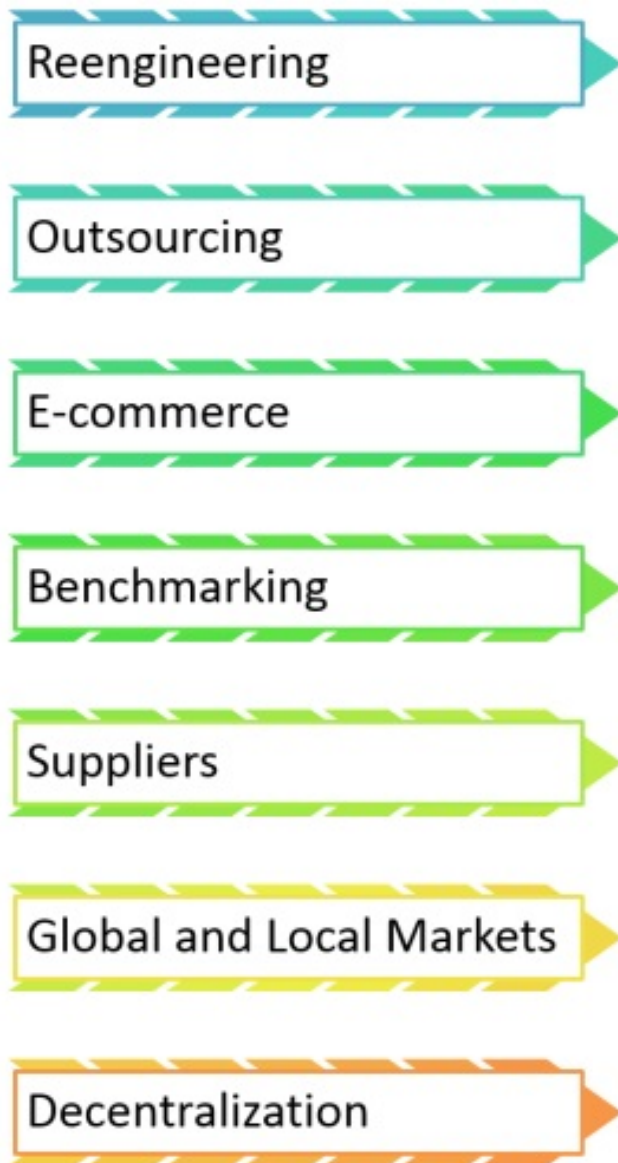 Reengineering
Outsourcing
E-commerce
Benchmarking
Suppliers
Global and Local Markets
Decentralization